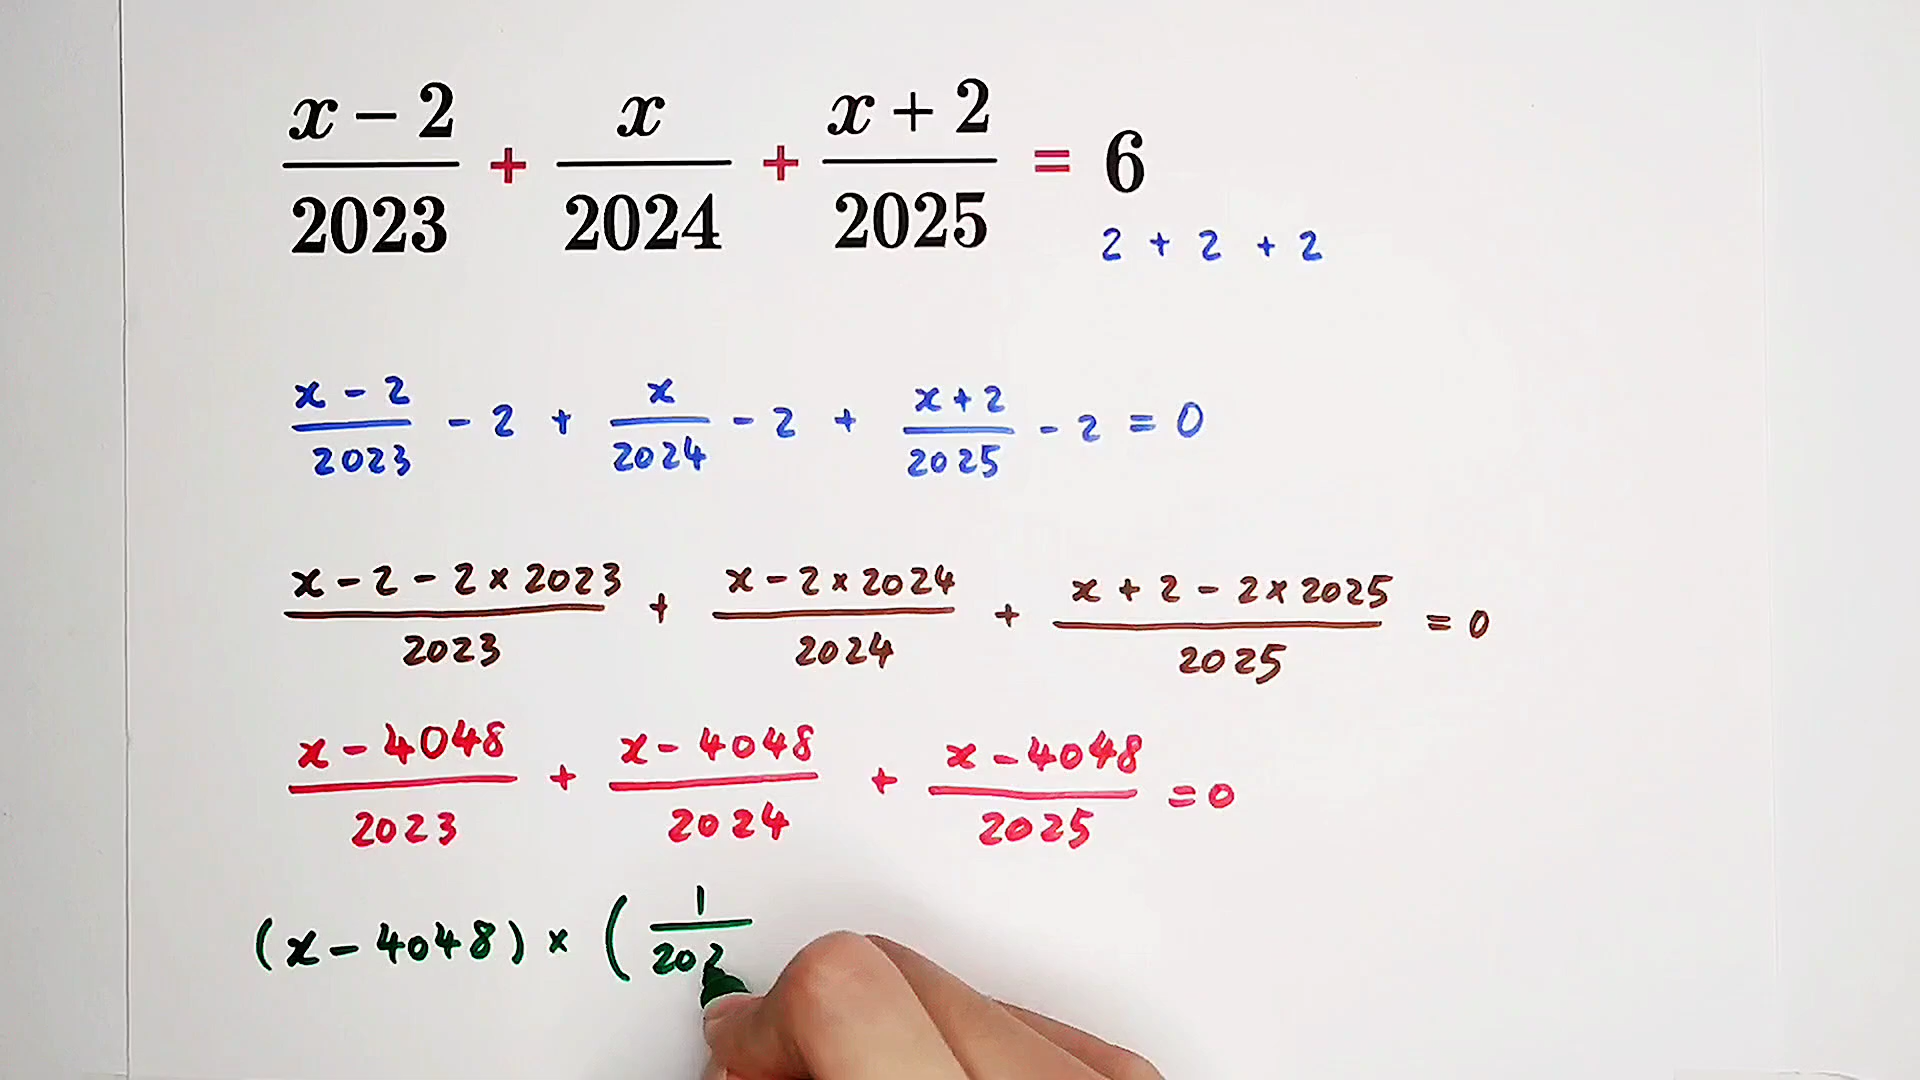 x − 2 / 2023 + x / 2024 + x + 2 / 2025 = 6
2 + 2 + 2
x − 2 / 2023 − 2 + x / 2024 − 2 + x + 2 / 2025 − 2 = 0
x − 2 − 2 × 2023 / 2023 + x − 2 × 2024 / 2024 + x + 2 − 2 × 2025 / 2025 = 0
x − 4048 / 2023 + x − 4048 / 2024 + x − 4048 / 2025 = 0
(x − 4048) × ( 1 / 202